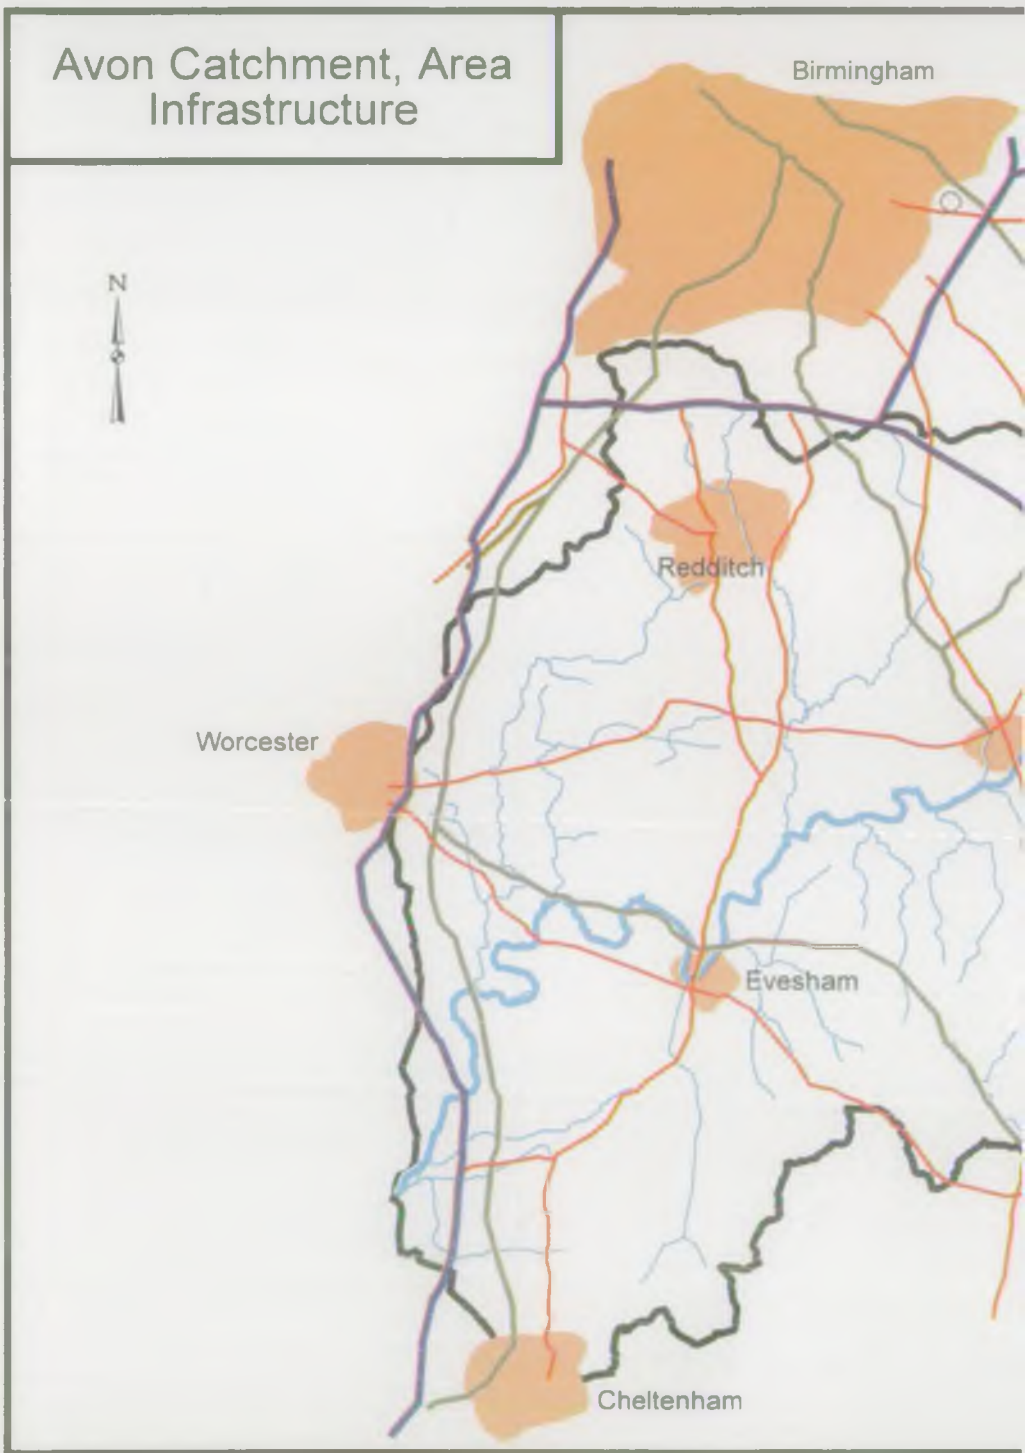 Avon Catchment, Area
Infrastructure
Birmingham
N
Redditch
Worcester
Evesham
Cheltenham